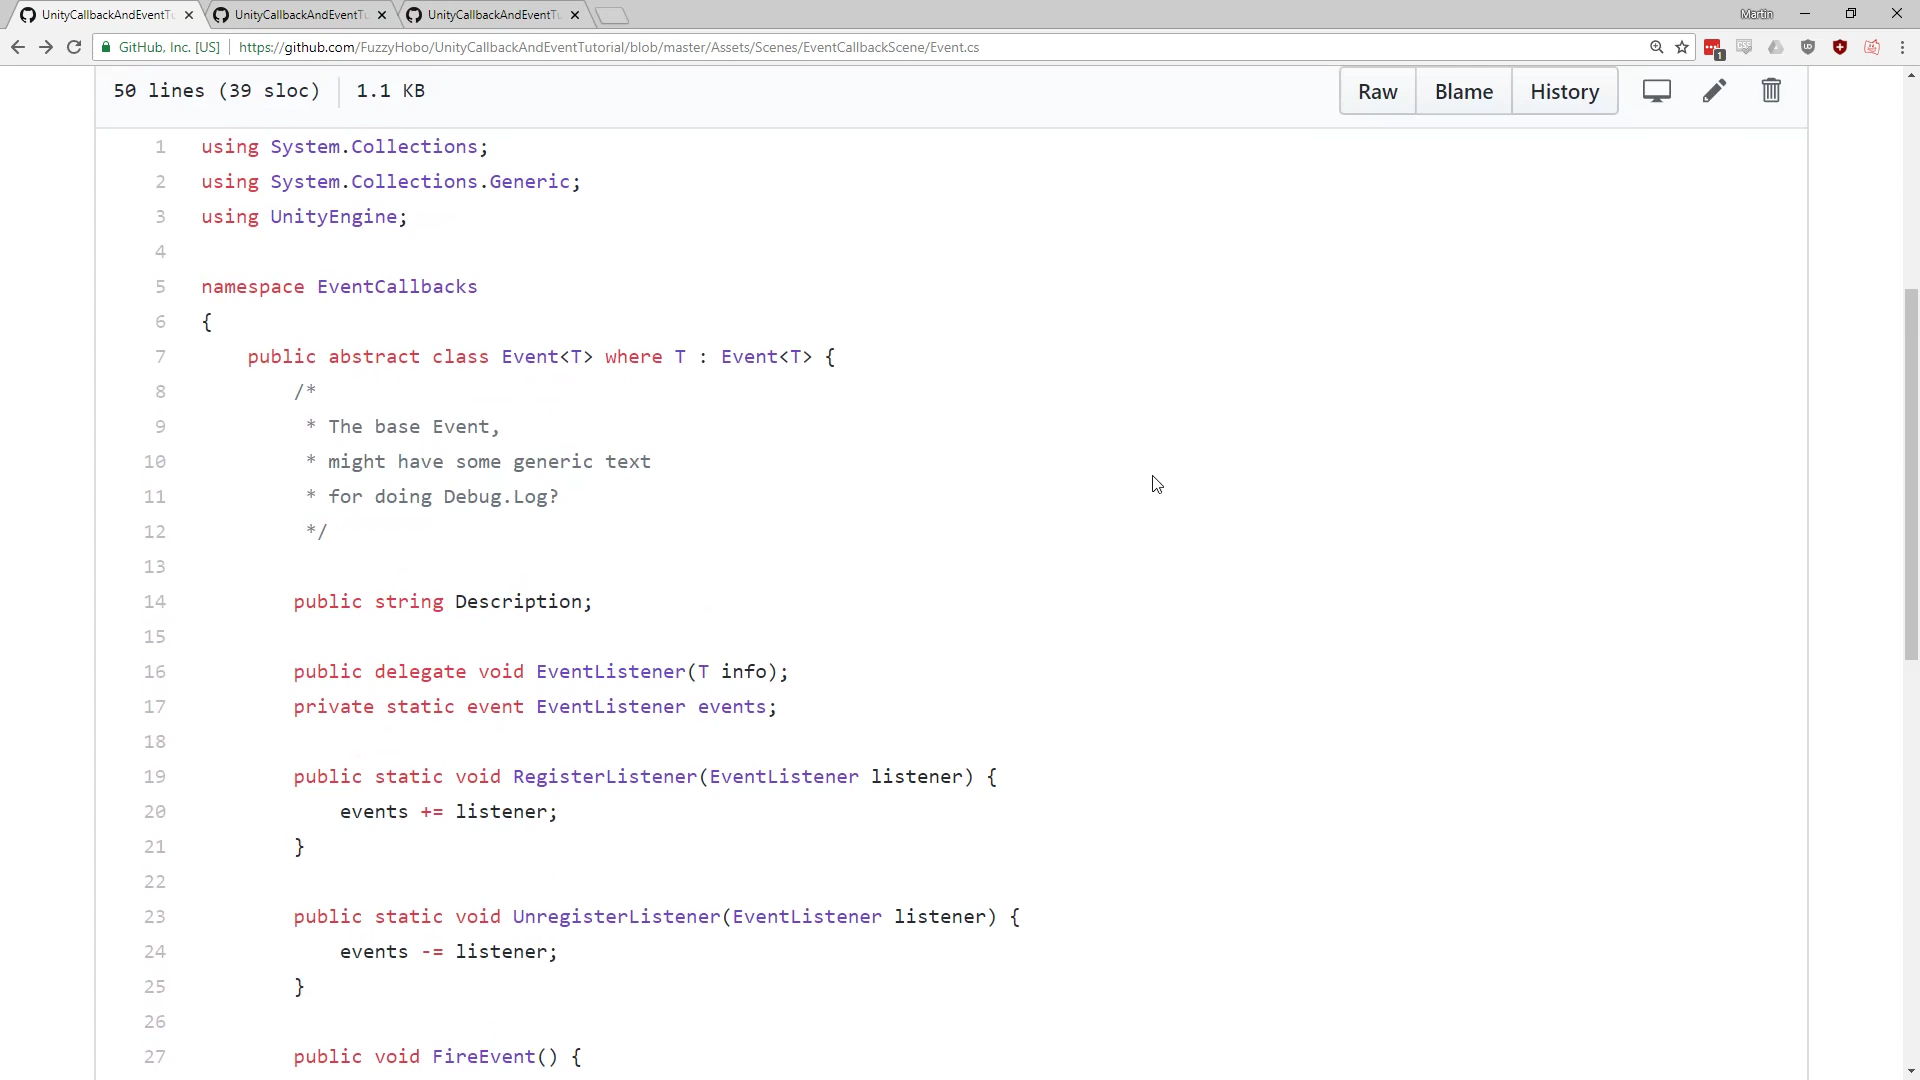 UnityCallbackAndEventTu
UnityCallbackAndEventTu
UnityCallbackAndEventTu
Martin
GitHub, Inc. [US]
https://github.com/FuzzyHobo/UnityCallbackAndEventTutorial/blob/master/Assets/Scenes/EventCallbackScene/Event.cs
1
50 lines (39 sloc)
1.1 KB
Raw
Blame
History
1 using System.Collections;
2 using System.Collections.Generic;
3 using UnityEngine;
4
5 namespace EventCallbacks
6 {
7 public abstract class Event<T> where T : Event<T> {
8 /*
9 * The base Event,
10 * might have some generic text
11 * for doing Debug.Log?
12 */
13
14 public string Description;
15
16 public delegate void EventListener(T info);
17 private static event EventListener events;
18
19 public static void RegisterListener(EventListener listener) {
20 events += listener;
21 }
22
23 public static void UnregisterListener(EventListener listener) {
24 events -= listener;
25 }
26
27 public void FireEvent() {